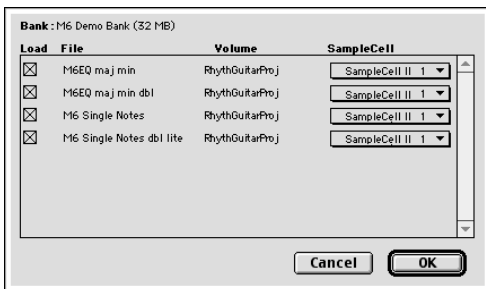 Bank: M6 Demo Bank (32 MB)
Load File Volume SampleCell
M6EQ maj min RhythGuitarProj SampleCell II 1
M6EQ maj min dbl RhythGuitarProj SampleCell II 1
M6 Single Notes RhythGuitarProj SampleCell II 1
M6 Single Notes dbl lite RhythGuitarProj SampleCell II 1
Cancel OK